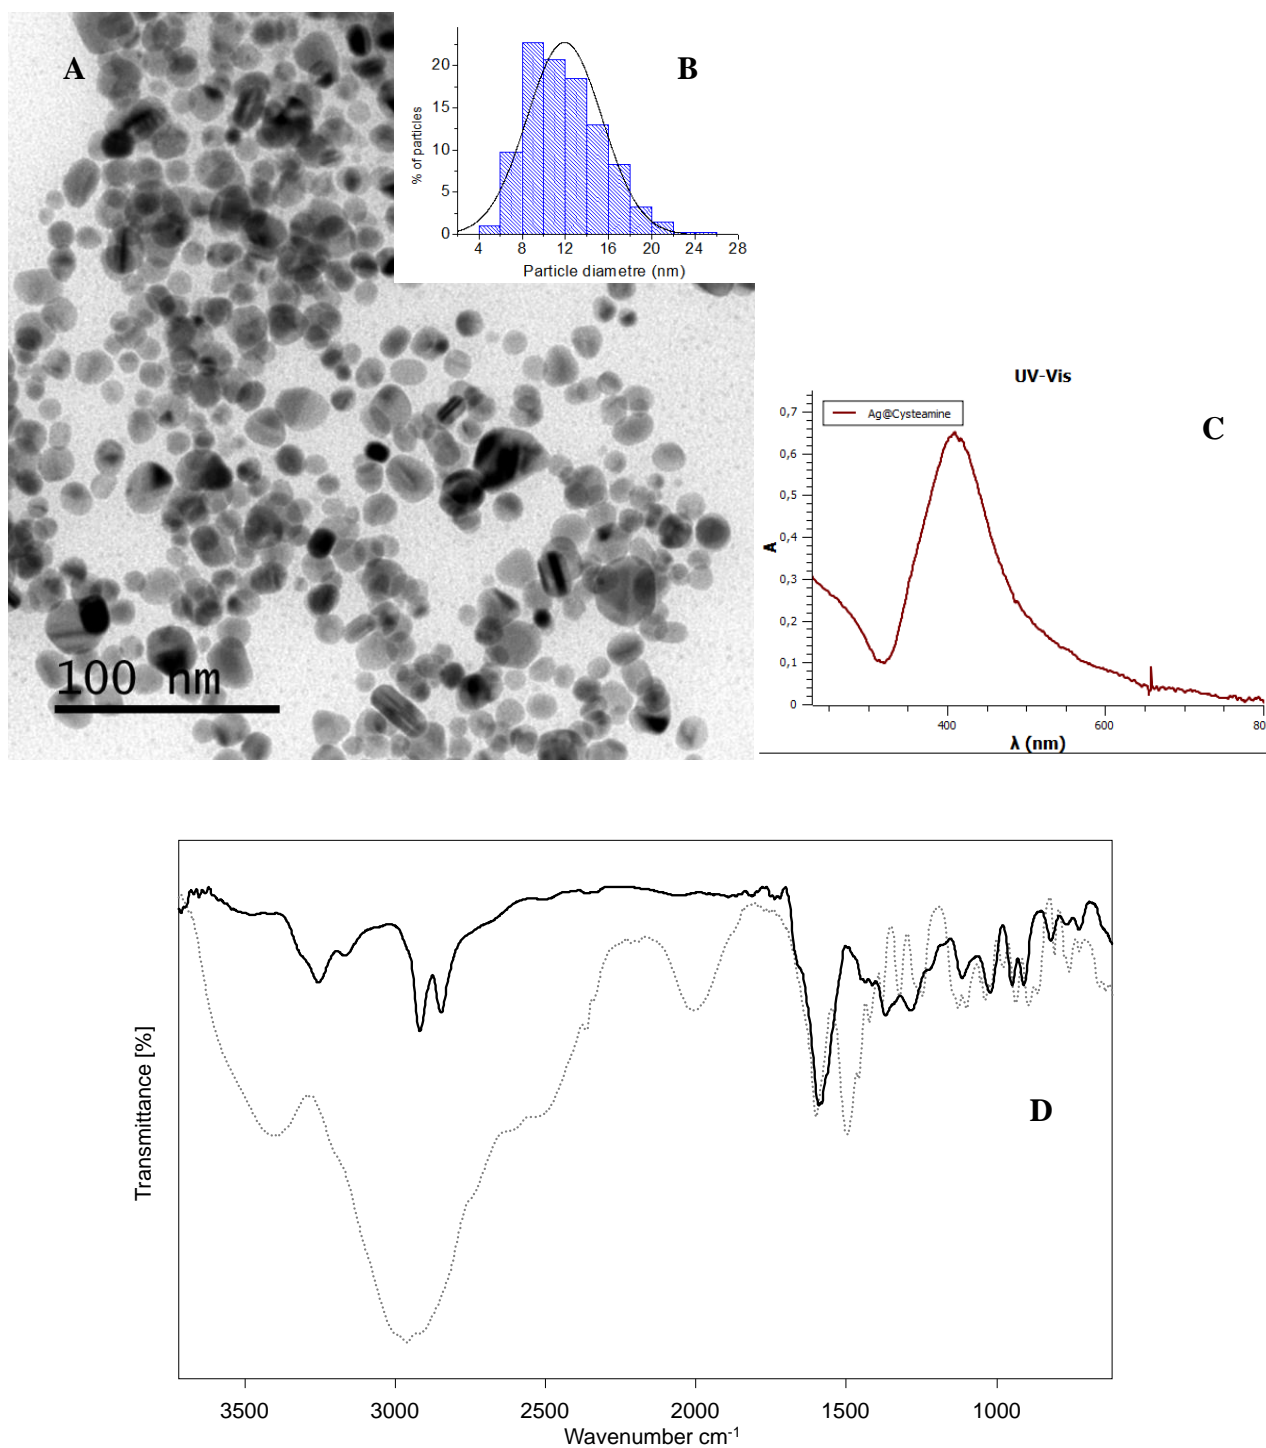 A
100 nm
B
% of particles
20
15
10
5
0
4 8 12 16 20 24 28
Particle diametre (nm)
UV-Vis
Ag@Cysteamine
C
A
0,7
0,6
0,5
0,4
0,3
0,2
0,1
0
400 600 80
λ (nm)
D
Transmittance [%]
3500 3000 2500 2000 1500 1000
Wavenumber cm-1